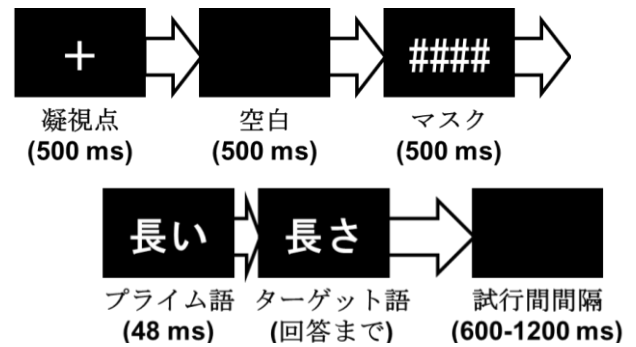 +
####
凝視点 空白 マスク
(500 ms) (500 ms) (500 ms)
長い 長さ
プライム語 ターゲット語 試行間間隔
(48 ms) (回答まで) (600-1200 ms)